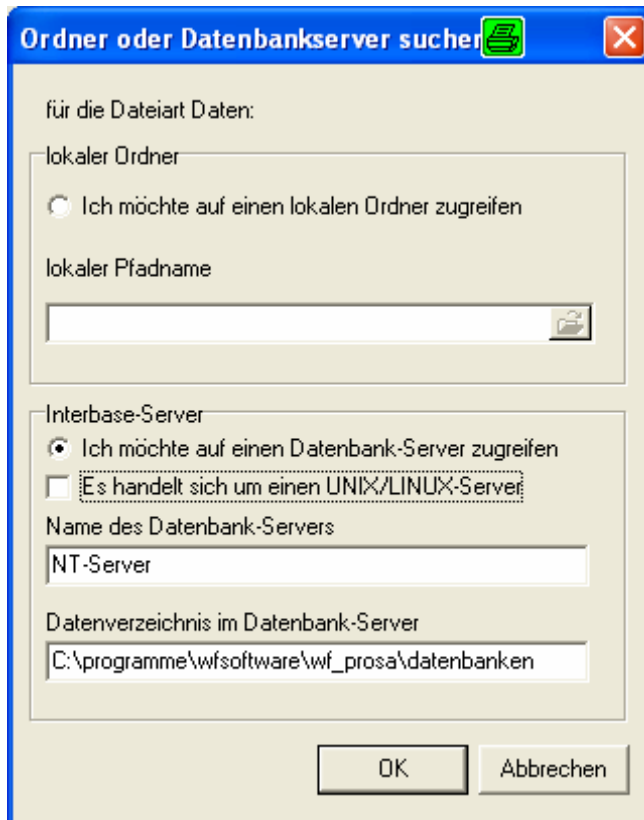 Ordner oder Datenbankserver sucher
für die Dateiart Daten:
lokaler Ordner
Ich möchte auf einen lokalen Ordner zugreifen
lokaler Pfadname
Interbase-Server
Ich möchte auf einen Datenbank-Server zugreifen
Es handelt sich um einen UNIX/LINUX-Server
Name des Datenbank-Servers
NT-Server
Datenverzeichnis im Datenbank-Server
C:\programme\wfsoftware\wf_prosa\datenbanken
OK
Abbrechen